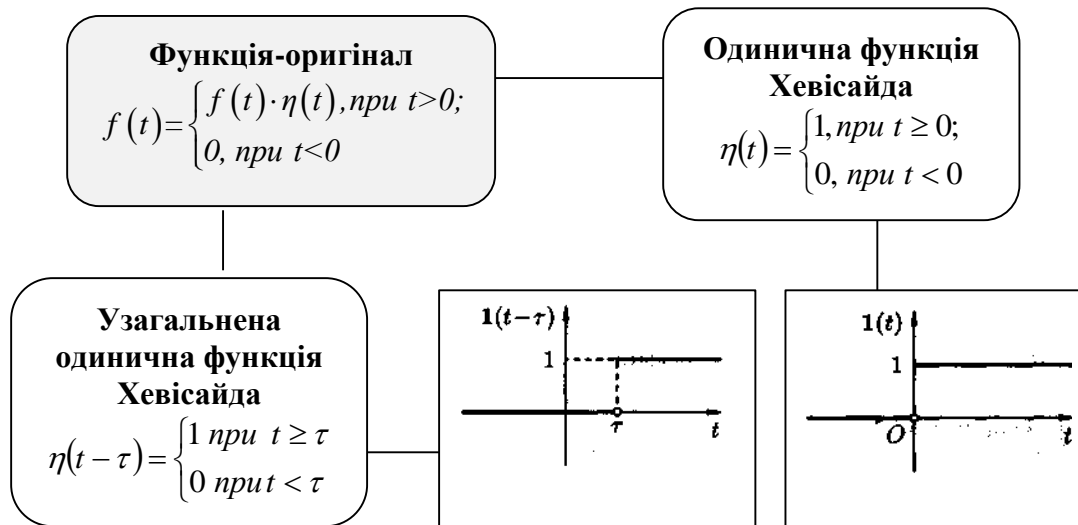 Функція-оригінал
f(t)={f(t)·η(t), при t>0;
0, при t<0
Одинична функція
Хевісайда
η(t)={1, при t ≥ 0;
0, при t < 0
Узагальнена
одинична функція
Хевісайда
η(t−τ)={1 при t ≥ τ
0 при t < τ
1(t−τ)
1
τ
t
1(t)
1
O
t